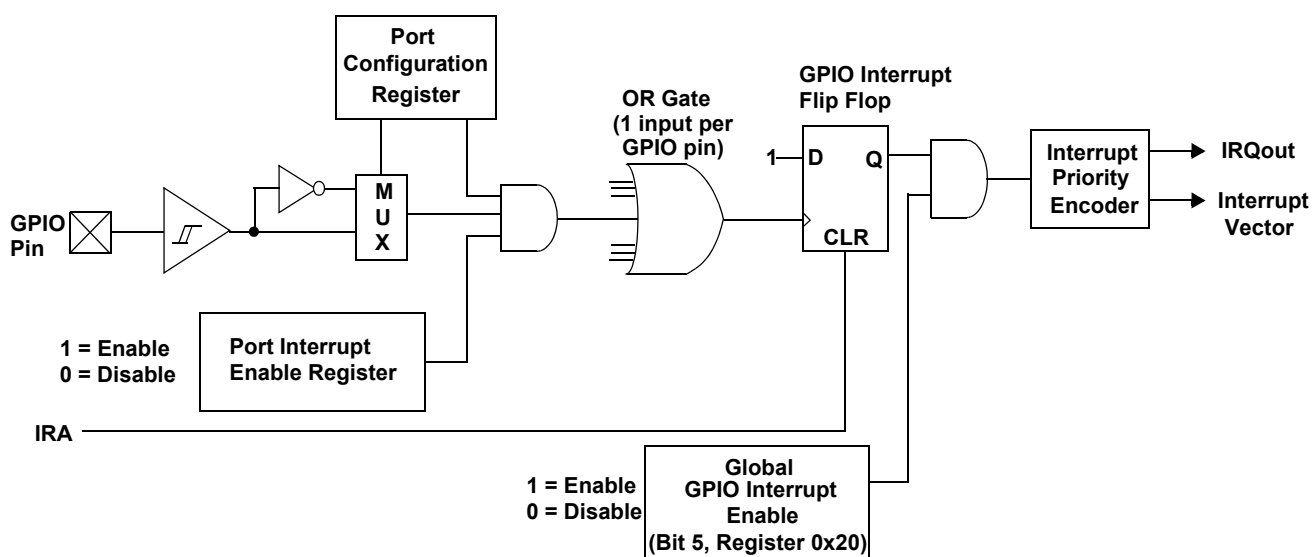 Port
Configuration
Register
OR Gate
(1 input per
GPIO pin)
GPIO Interrupt
Flip Flop
1
D
Q
CLR
Interrupt
Priority
Encoder
IRQout
Interrupt
Vector
M
U
X
GPIO
Pin
1 = Enable
0 = Disable
Port Interrupt
Enable Register
IRA
1 = Enable
0 = Disable
Global
GPIO Interrupt
Enable
(Bit 5, Register 0x20)